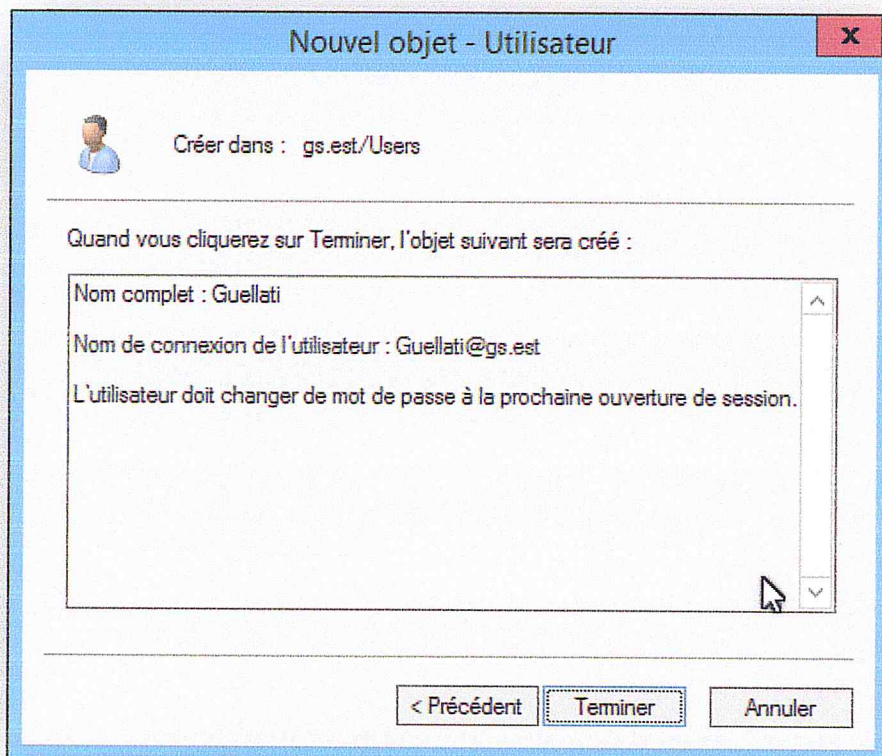 Nouvel objet - Utilisateur
x
Créer dans : gs.est/Users
Quand vous cliquerez sur Terminer, l'objet suivant sera créé :
Nom complet : Guellati
Nom de connexion de l'utilisateur : Guellati@gs.est
L'utilisateur doit changer de mot de passe à la prochaine ouverture de session.
< Précédent Terminer Annuler